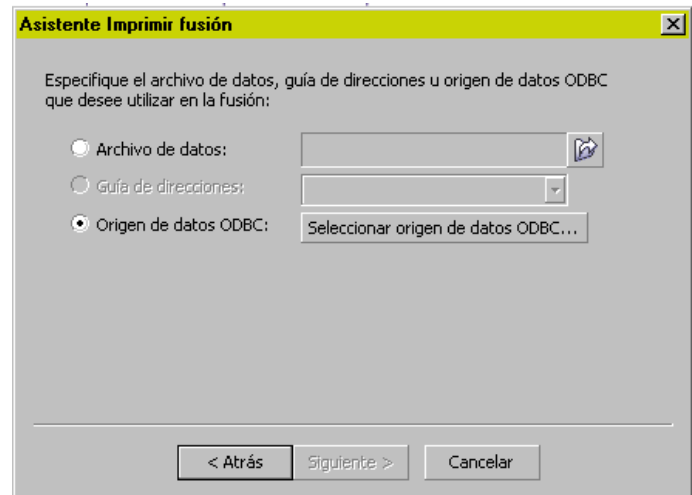 Asistente Imprimir fusión
Especifique el archivo de datos, guía de direcciones u origen de datos ODBC
que desee utilizar en la fusión:
Archivo de datos:
Guía de direcciones:
Origen de datos ODBC: Seleccionar origen de datos ODBC...
< Atrás Siguiente > Cancelar